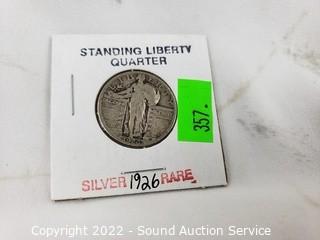 STANDING LIBERTY
QUARTER
357.
SILVER 1926 RARE
Copyright 2022 - Sound Auction Service